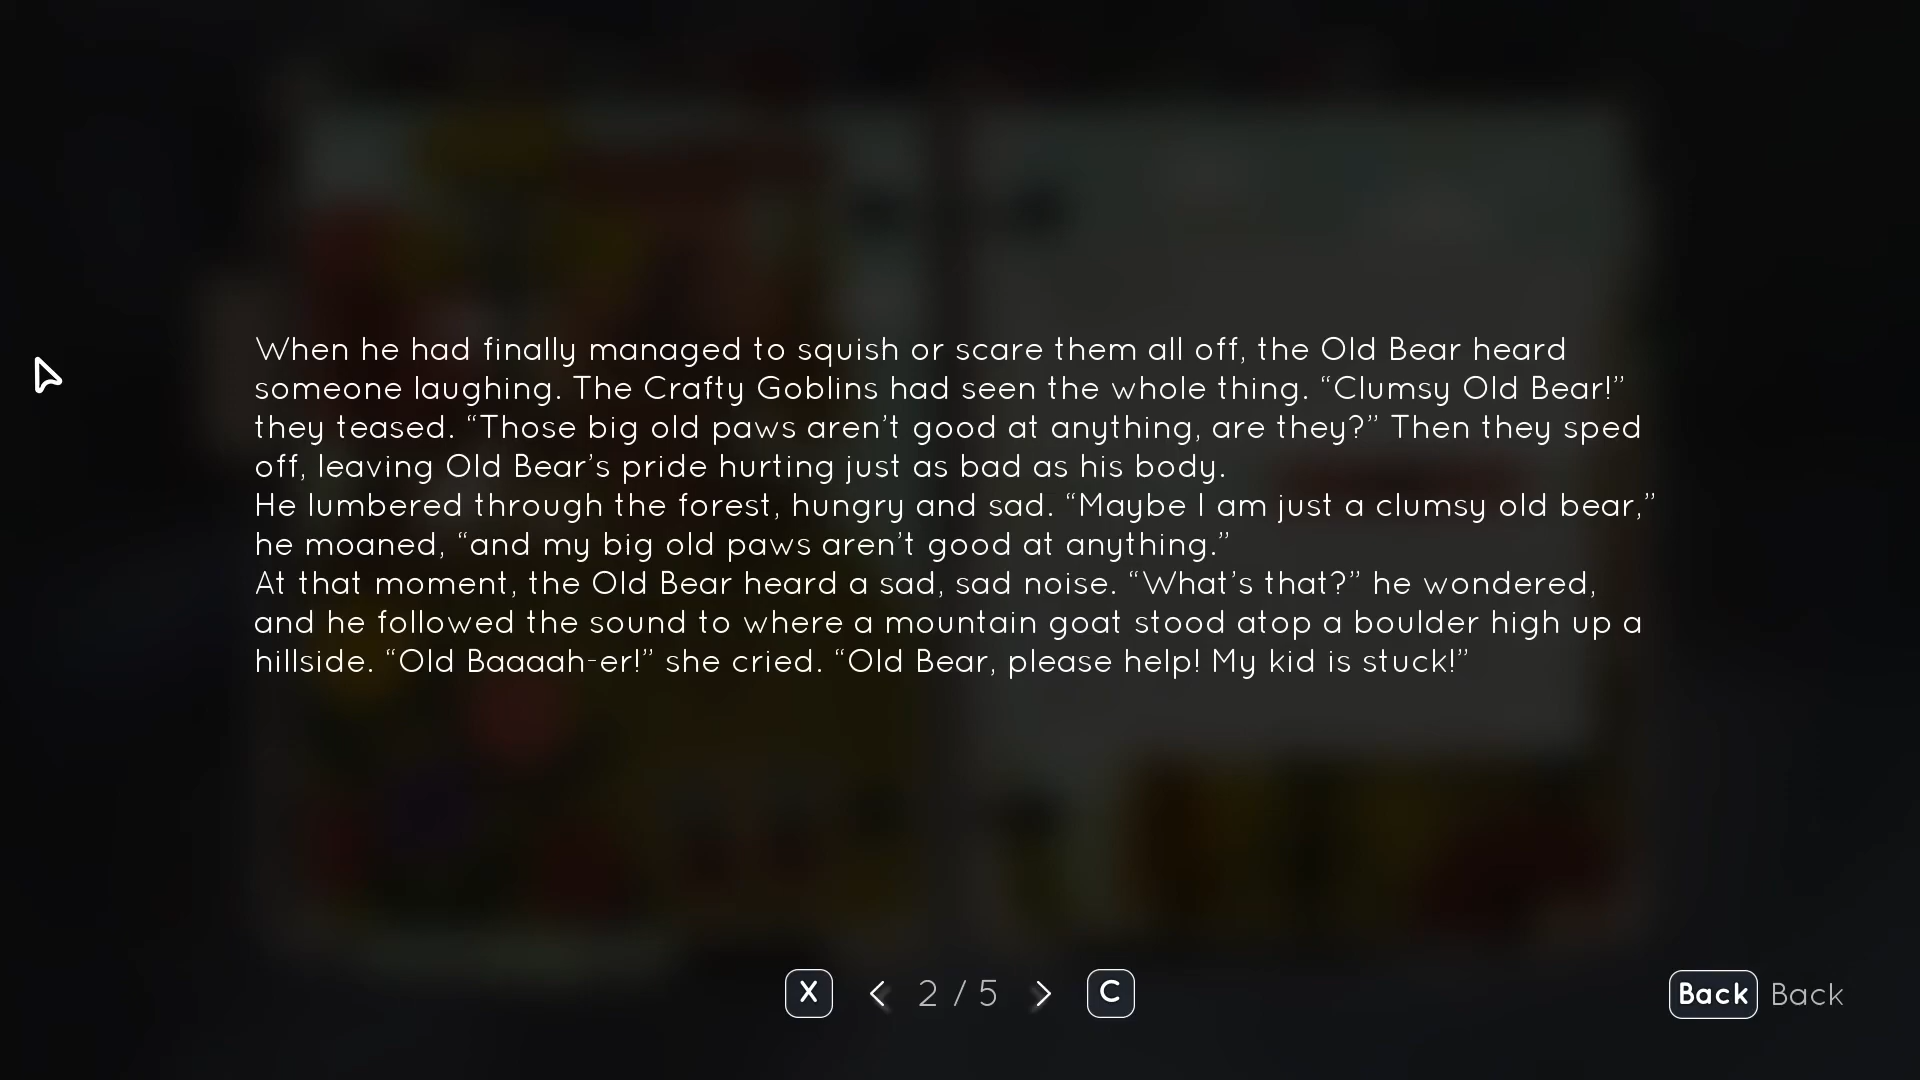 When he had finally managed to squish or scare them all off, the Old Bear heard
someone laughing. The Crafty Goblins had seen the whole thing. “Clumsy Old Bear!”
they teased. “Those big old paws aren’t good at anything, are they?” Then they sped
off, leaving Old Bear’s pride hurting just as bad as his body.
He lumbered through the forest, hungry and sad. “Maybe I am just a clumsy old bear,”
he moaned, “and my big old paws aren’t good at anything.”
At that moment, the Old Bear heard a sad, sad noise. “What’s that?” he wondered,
and he followed the sound to where a mountain goat stood atop a boulder high up a
hillside. “Old Baaaah-er!” she cried. “Old Bear, please help! My kid is stuck!”
X < 2 / 5 > C
Back Back